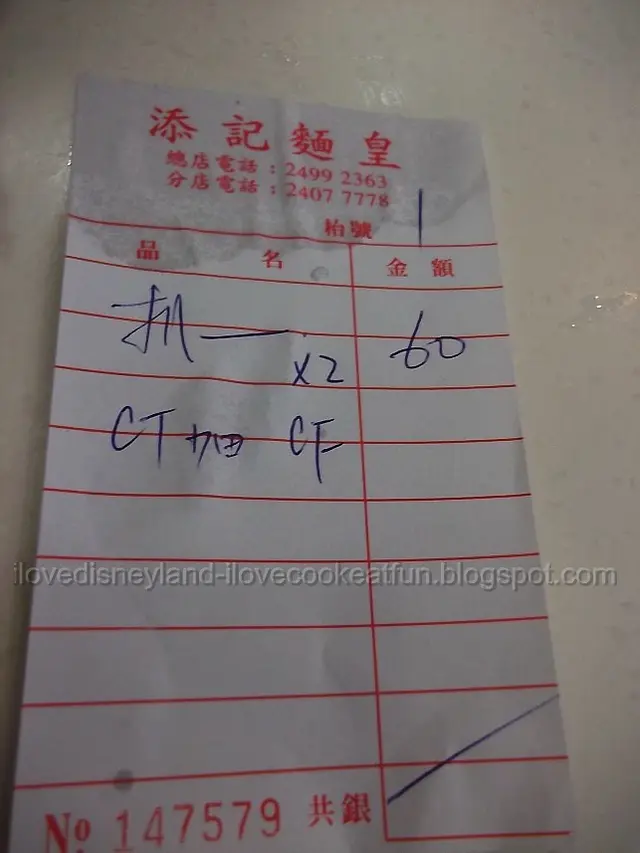 添記麵皇
總店電話：2499 2363
分店電話：2407 7778
枱號 1
品名 金額
扒一 x2 60
CT加 CF
ilovedisneyland-ilovecookeatfun.blogspot.com
№ 147579 共銀